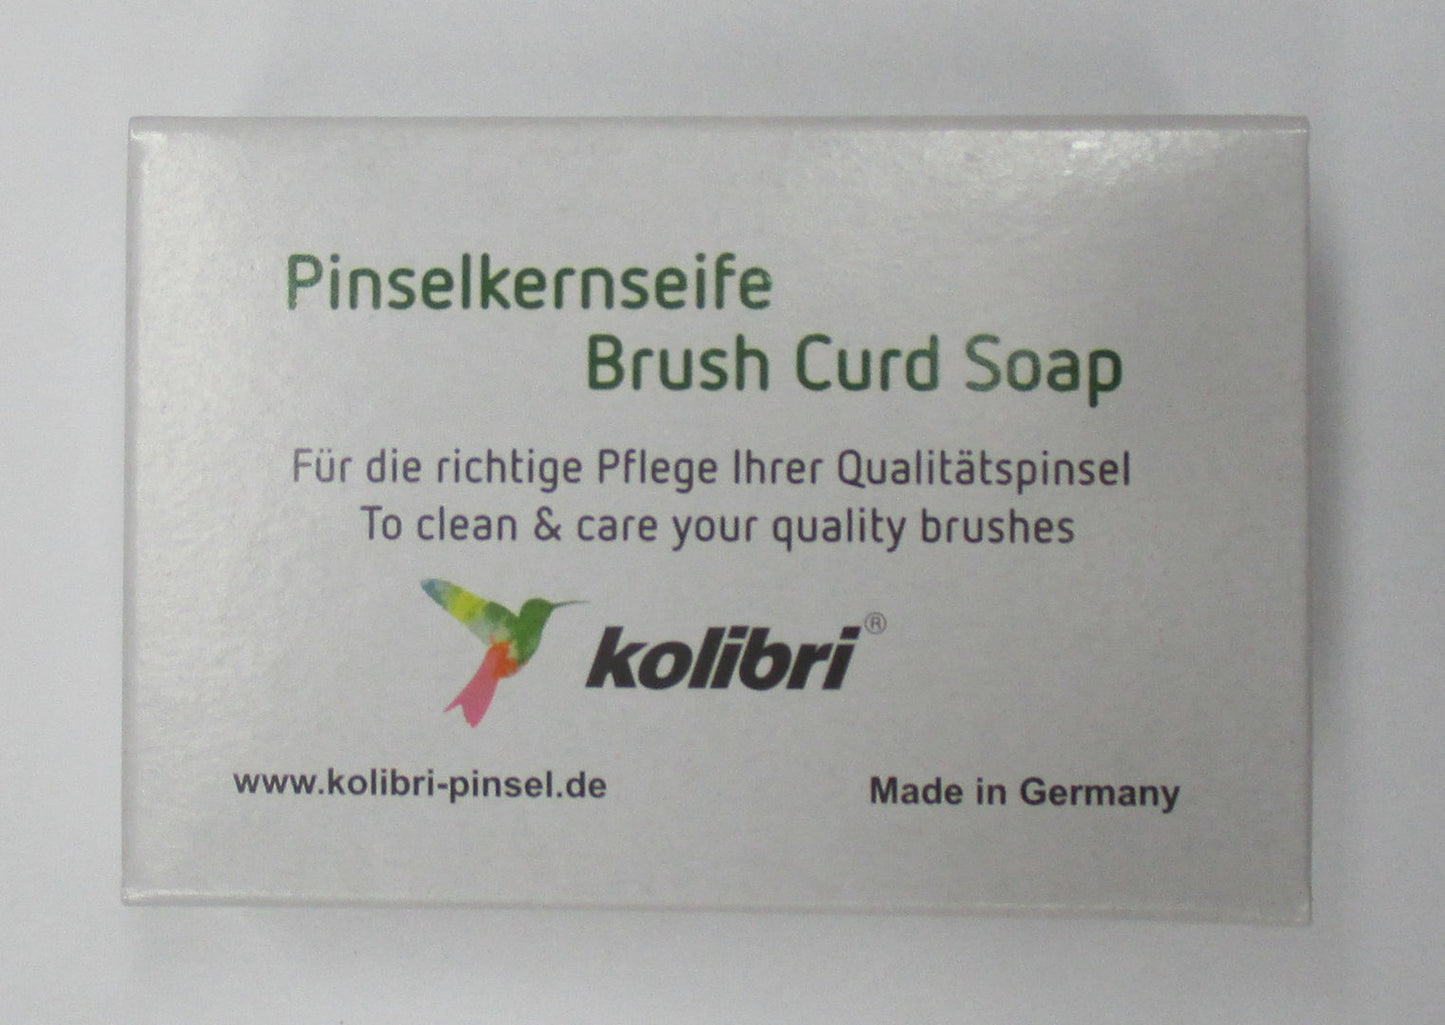 Pinselkernseife
Brush Curd Soap
Für die richtige Pflege Ihrer Qualitätspinsel
To clean & care your quality brushes
kolibri®
www.kolibri-pinsel.de
Made in Germany